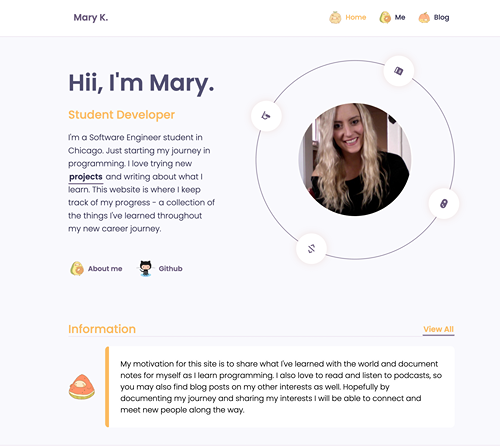 Mary K.
Home
Me
Blog
Hii, I'm Mary.
Student Developer
I'm a Software Engineer student in
Chicago. Just starting my journey in
programming. I love trying new
projects and writing about what I
learn. This website is where I keep
track of my progress - a collection of
the things I've learned throughout
my new career journey.
About me
Github
Information
View All
My motivation for this site is to share what I've learned with the world and document
notes for myself as I learn programming. I also love to read and listen to podcasts, so
you may also find blog posts on my other interests as well. Hopefully by
documenting my journey and sharing my interests I will be able to connect and
meet new people along the way.